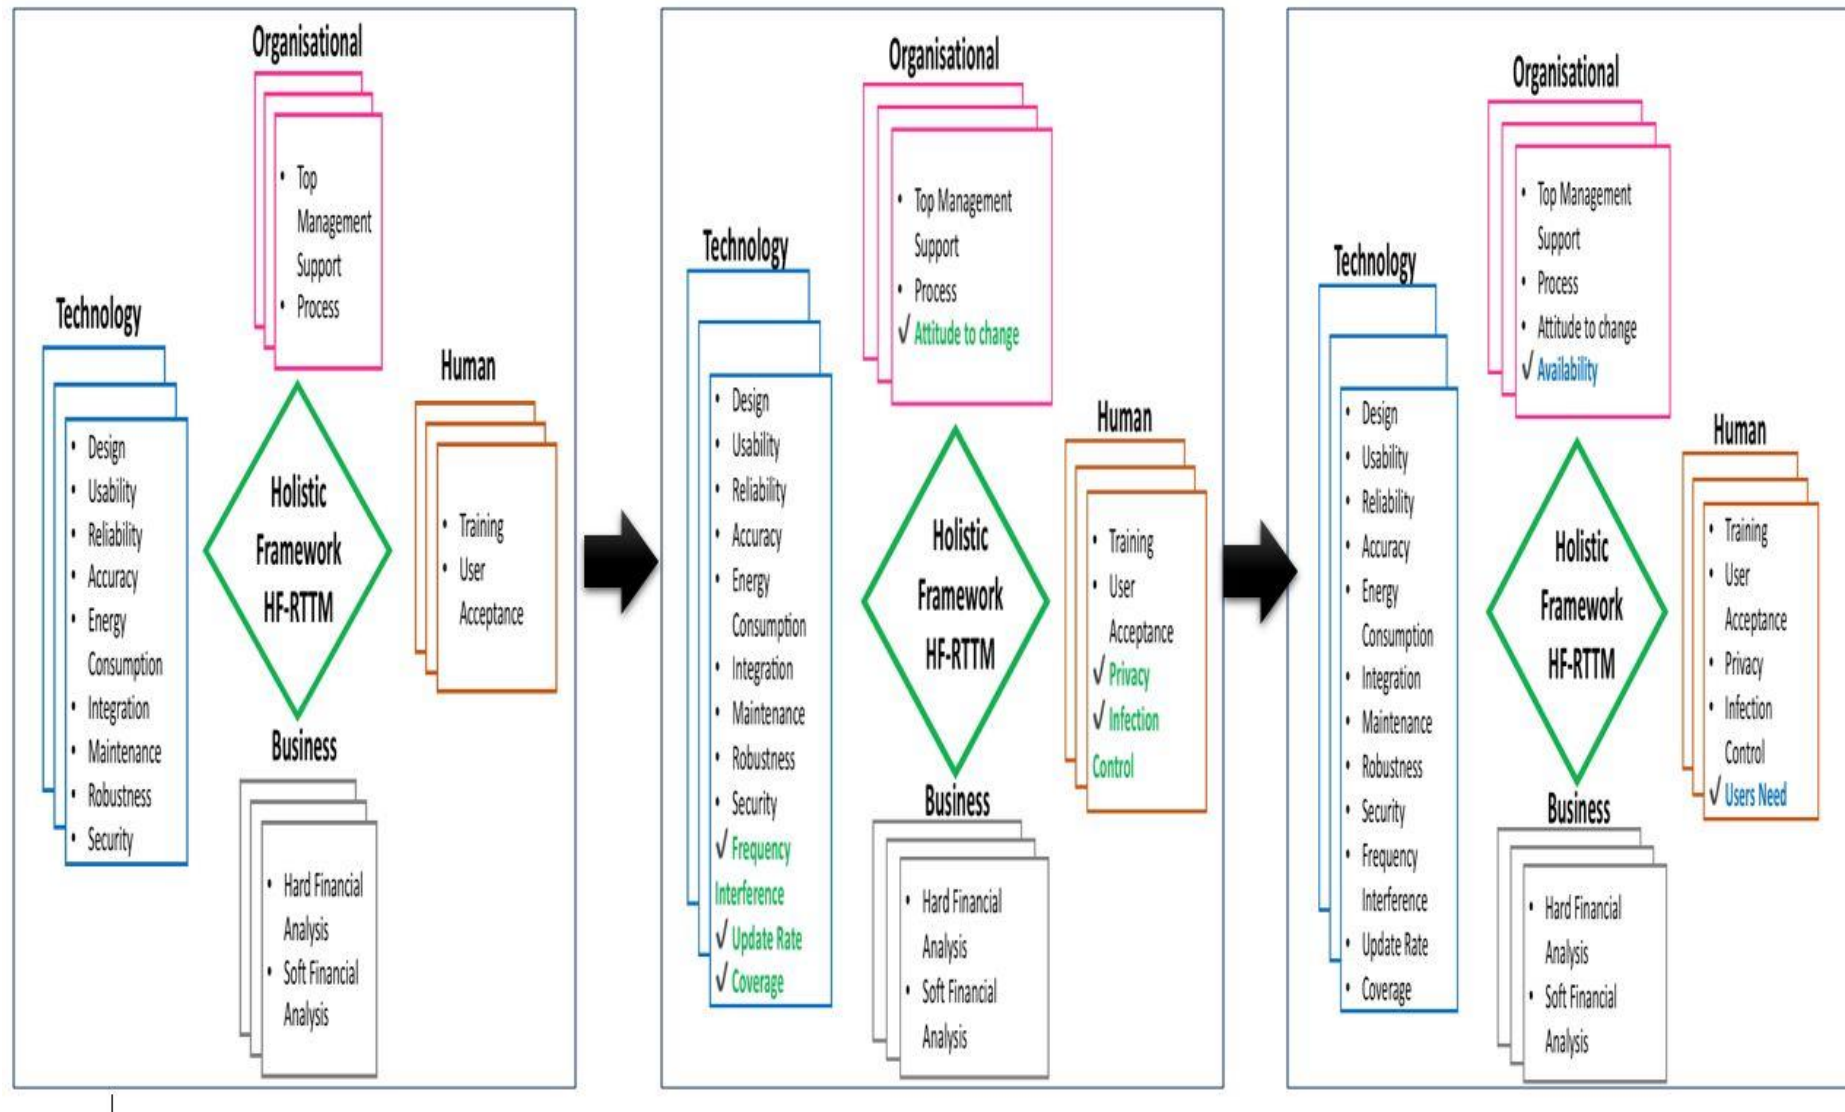 Organisational
• Top
Management
Support
• Process
Technology
• Design
• Usability
• Reliability
• Accuracy
• Energy
Consumption
• Integration
• Maintenance
• Robustness
• Security
Holistic
Framework
HF-RTTM
Human
• Training
• User
Acceptance
Business
• Hard Financial
Analysis
• Soft Financial
Analysis
Organisational
• Top Management
Support
• Process
✓ Attitude to change
Technology
• Design
• Usability
• Reliability
• Accuracy
• Energy
Consumption
• Integration
• Maintenance
• Robustness
• Security
✓ Frequency
Interference
✓ Update Rate
✓ Coverage
Holistic
Framework
HF-RTTM
Human
• Training
• User
Acceptance
✓ Privacy
✓ Infection
Control
Business
• Hard Financial
Analysis
• Soft Financial
Analysis
Organisational
• Top Management
Support
• Process
• Attitude to change
✓ Availability
Technology
• Design
• Usability
• Reliability
• Accuracy
• Energy
Consumption
• Integration
• Maintenance
• Robustness
• Security
• Frequency
Interference
• Update Rate
• Coverage
Holistic
Framework
HF-RTTM
Human
• Training
• User
Acceptance
• Privacy
• Infection
Control
✓ Users Need
Business
• Hard Financial
Analysis
• Soft Financial
Analysis